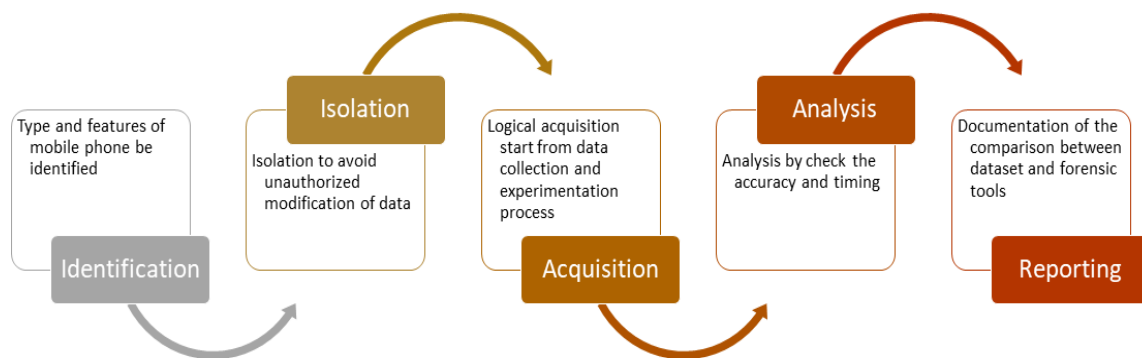 Type and features of
mobile phone be
identified
Identification
Isolation
Isolation to avoid
unauthorized
modification of data
Logical acquisition
start from data
collection and
experimentation
process
Acquisition
Analysis
Analysis by check the
accuracy and timing
Documentation of the
comparison between
dataset and forensic
tools
Reporting